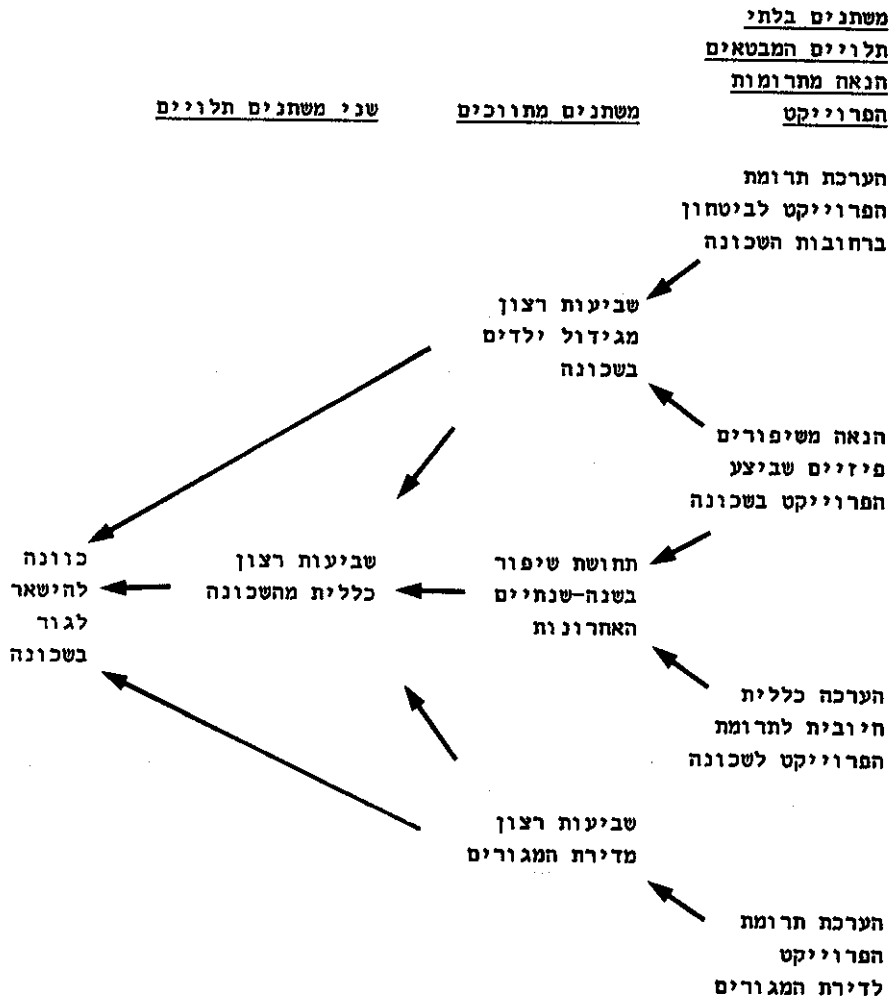 משתנים בלתי
תלויים המבטאים
הנאה מתרומות
הפרוייקט
משתנים מתווכים
שני משתנים תלויים
הערכת תרומת
הפרוייקט לביטחון
ברחובות השכונה
שביעות רצון
מגידול ילדים
בשכונה
הנאה משיפורים
פיזיים שביצע
הפרוייקט בשכונה
תחושת שיפור
בשנה-שנתיים
האחרונות
שביעות רצון
כללית מהשכונה
כוונה
להישאר
לגור
בשכונה
הערכה כללית
חיובית לתרומת
הפרוייקט לשכונה
שביעות רצון
מדירת המגורים
הערכת תרומת
הפרוייקט
לדירת המגורים